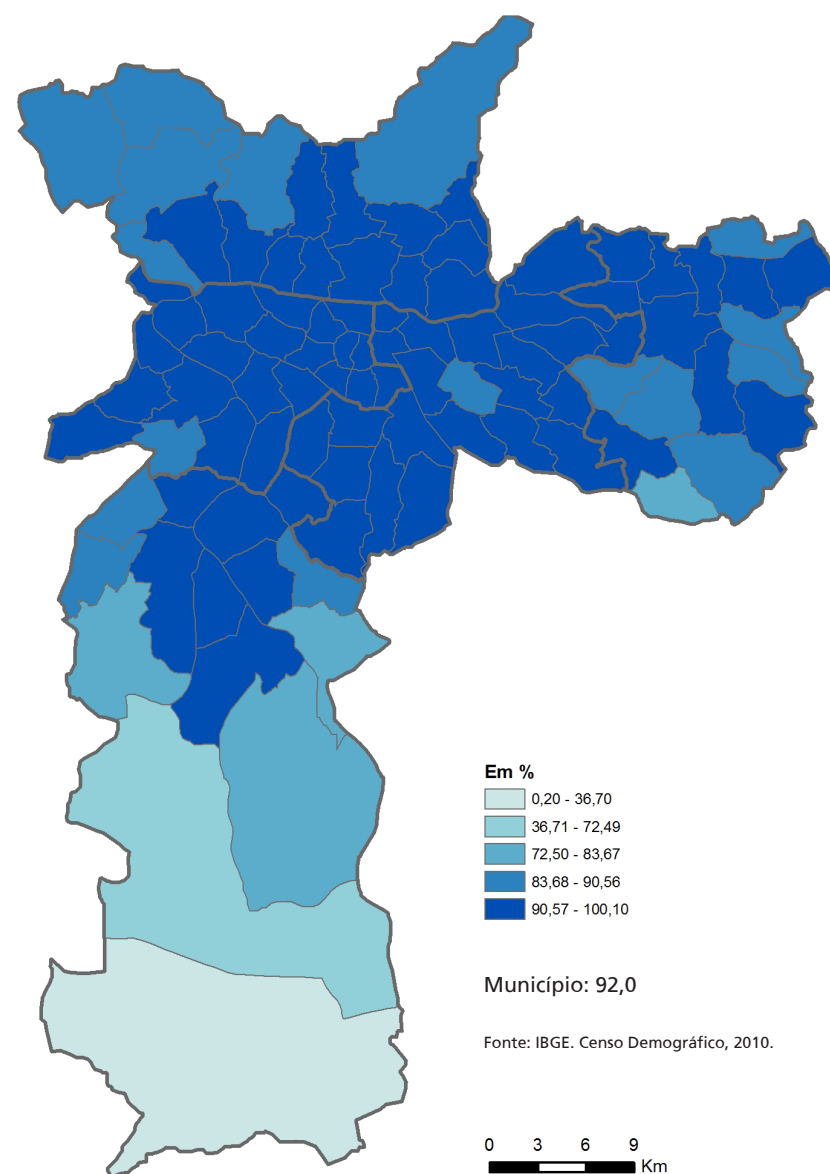 Em %
0,20 - 36,70
36,71 - 72,49
72,50 - 83,67
83,68 - 90,56
90,57 - 100,10
Município: 92,0
Fonte: IBGE. Censo Demográfico, 2010.
0 3 6 9
Km